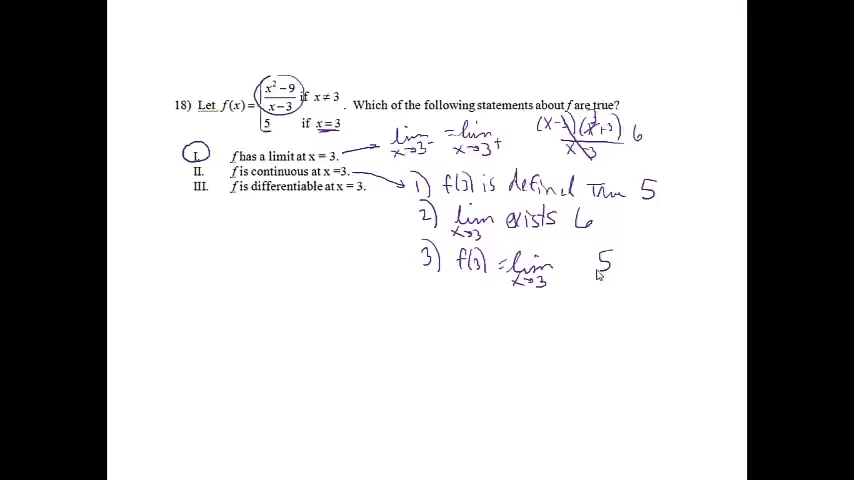 18) Let f(x) = x² − 9 / x − 3 if x ≠ 3 . Which of the following statements about f are true?
5 if x = 3
I. f has a limit at x = 3.
II. f is continuous at x =3.
III. f is differentiable at x = 3.
lim x→3⁻ = lim x→3⁺
(x-3)(x+3) 6
x 3
1) f(3) is defined True 5
2) lim x→3 exists 6
3) f(3) = lim x→3 5